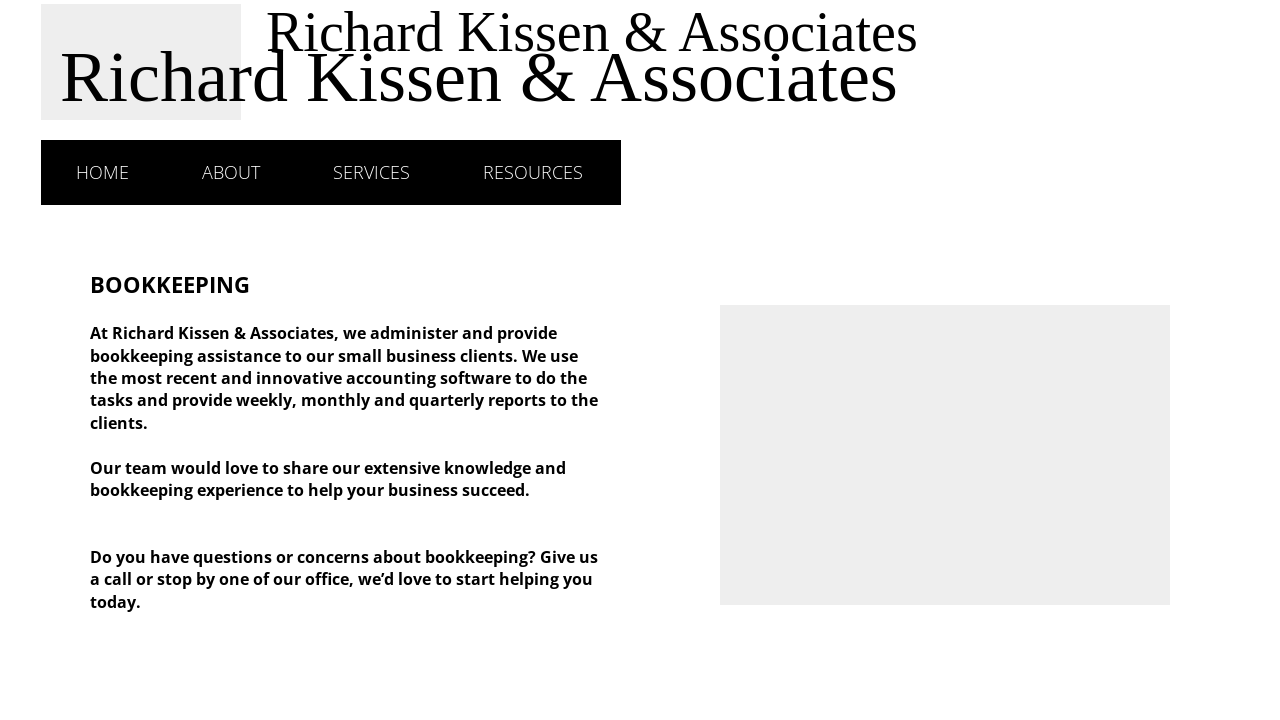 Richard Kissen & Associates
Richard Kissen & Associates
HOME ABOUT SERVICES RESOURCES
BOOKKEEPING
At Richard Kissen & Associates, we administer and provide
bookkeeping assistance to our small business clients. We use
the most recent and innovative accounting software to do the
tasks and provide weekly, monthly and quarterly reports to the
clients.
Our team would love to share our extensive knowledge and
bookkeeping experience to help your business succeed.
Do you have questions or concerns about bookkeeping? Give us
a call or stop by one of our office, we’d love to start helping you
today.